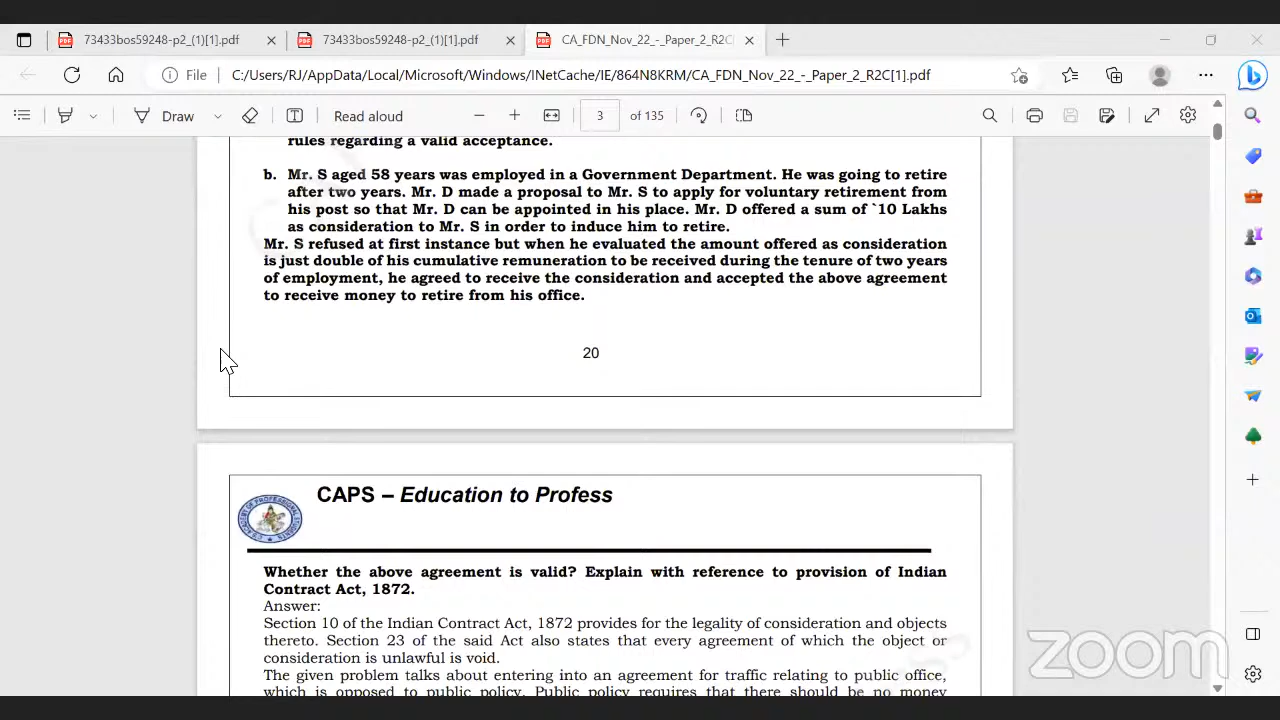 73433bos59248-p2_(1)[1].pdf
73433bos59248-p2_(1)[1].pdf
CA_FDN_Nov_22_-_Paper_2_R2C
File
C:/Users/RJ/AppData/Local/Microsoft/Windows/INetCache/IE/864N8KRM/CA_FDN_Nov_22_-_Paper_2_R2C[1].pdf
Draw
Read aloud
3 of 135
rules regarding a valid acceptance.
b. Mr. S aged 58 years was employed in a Government Department. He was going to retire
after two years. Mr. D made a proposal to Mr. S to apply for voluntary retirement from
his post so that Mr. D can be appointed in his place. Mr. D offered a sum of `10 Lakhs
as consideration to Mr. S in order to induce him to retire.
Mr. S refused at first instance but when he evaluated the amount offered as consideration
is just double of his cumulative remuneration to be received during the tenure of two years
of employment, he agreed to receive the consideration and accepted the above agreement
to receive money to retire from his office.
20
CAPS – Education to Profess
Whether the above agreement is valid? Explain with reference to provision of Indian
Contract Act, 1872.
Answer:
Section 10 of the Indian Contract Act, 1872 provides for the legality of consideration and objects
thereto. Section 23 of the said Act also states that every agreement of which the object or
consideration is unlawful is void.
The given problem talks about entering into an agreement for traffic relating to public office,
which is opposed to public policy. Public policy requires that there should be no money
zoom